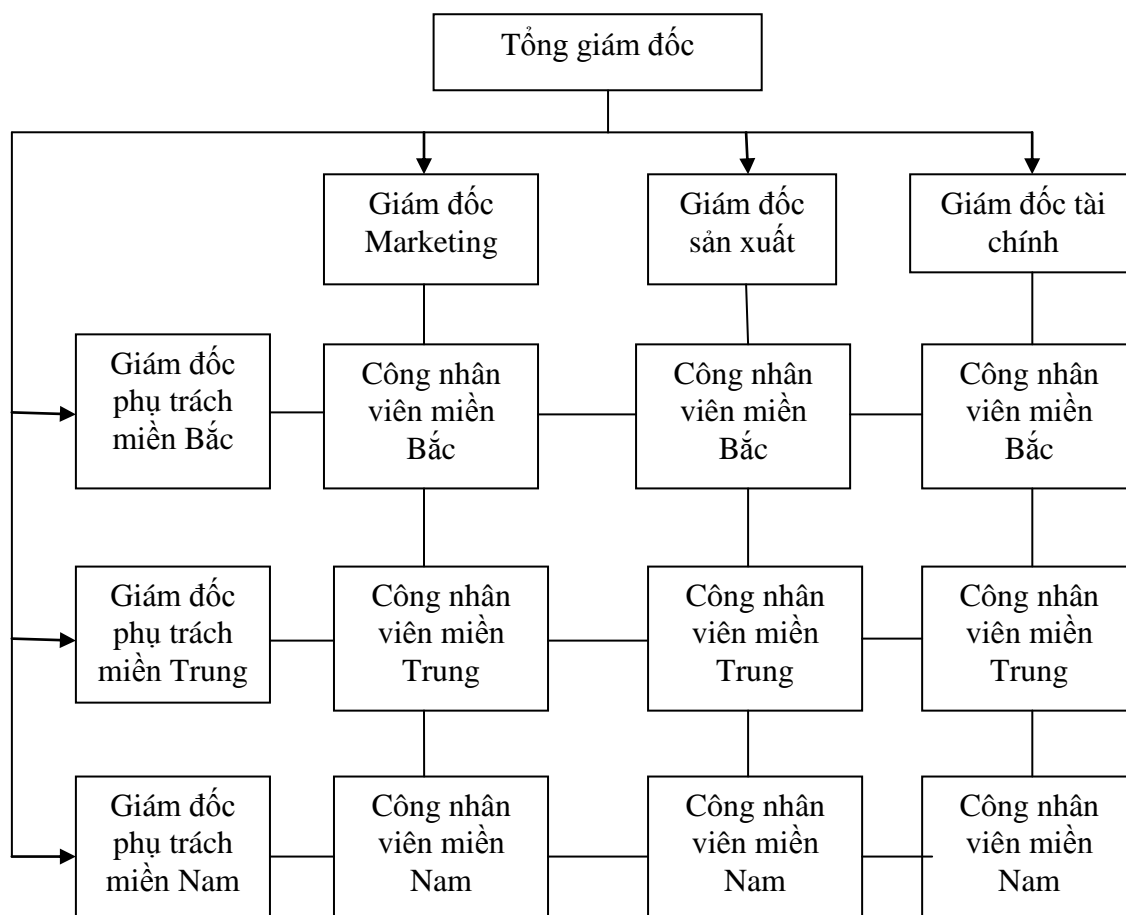 Tổng giám đốc
Giám đốc
Marketing
Giám đốc
sản xuất
Giám đốc tài
chính
Giám đốc
phụ trách
miền Bắc
Công nhân
viên miền
Bắc
Công nhân
viên miền
Bắc
Công nhân
viên miền
Bắc
Giám đốc
phụ trách
miền Trung
Công nhân
viên miền
Trung
Công nhân
viên miền
Trung
Công nhân
viên miền
Trung
Giám đốc
phụ trách
miền Nam
Công nhân
viên miền
Nam
Công nhân
viên miền
Nam
Công nhân
viên miền
Nam